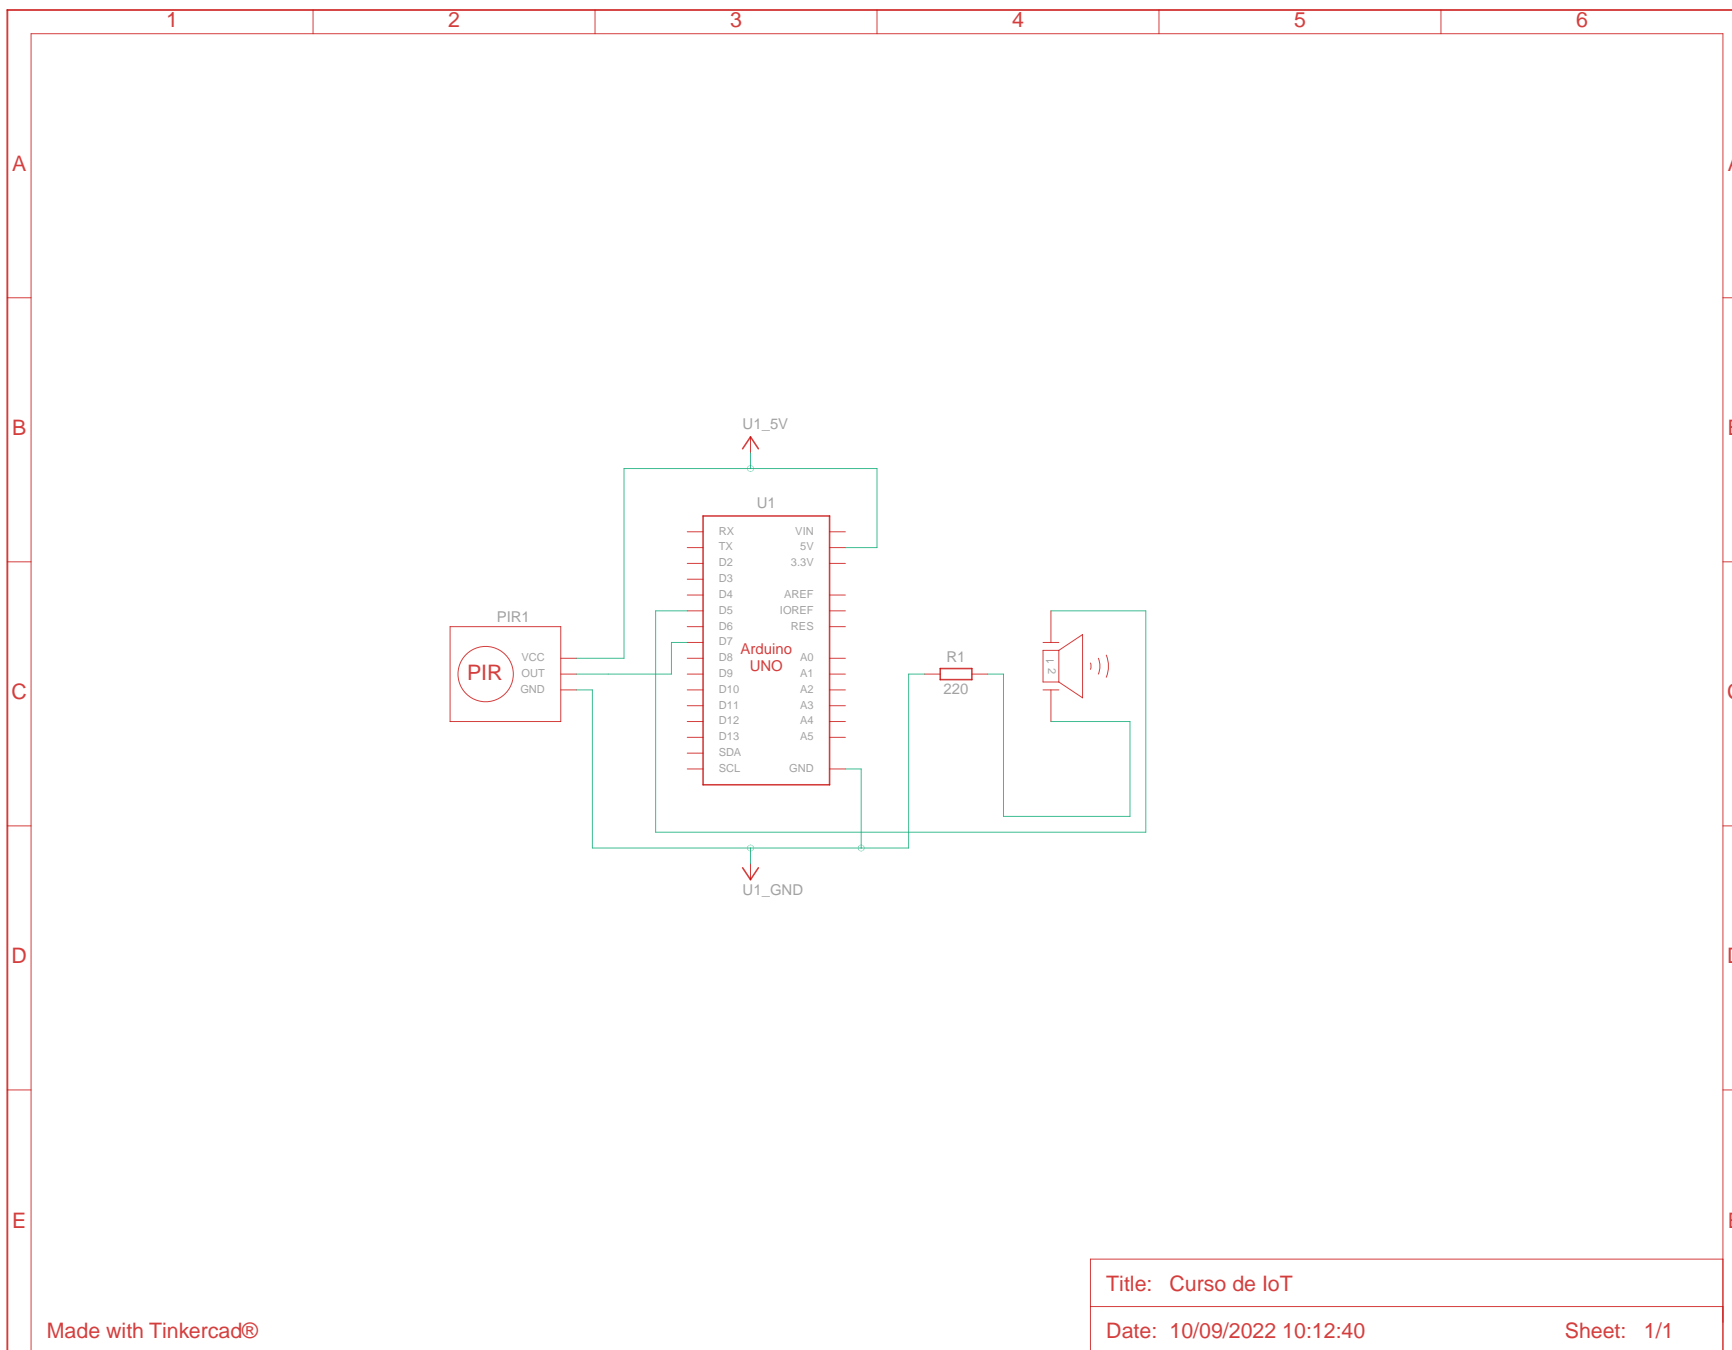 1 2 3 4 5 6
A
B
U1_5V
U1
RX VIN
TX 5V
D2 3.3V
D3
D4 AREF
D5 IOREF
D6 RES
D7
Arduino
UNO
D8 A0
D9 A1
D10 A2
D11 A3
D12 A4
D13 A5
SDA
SCL GND
PIR1
PIR
VCC
OUT
GND
R1
220
1 2
C
U1_GND
D
E
Title: Curso de IoT
Made with Tinkercad®
Date: 10/09/2022 10:12:40 Sheet: 1/1